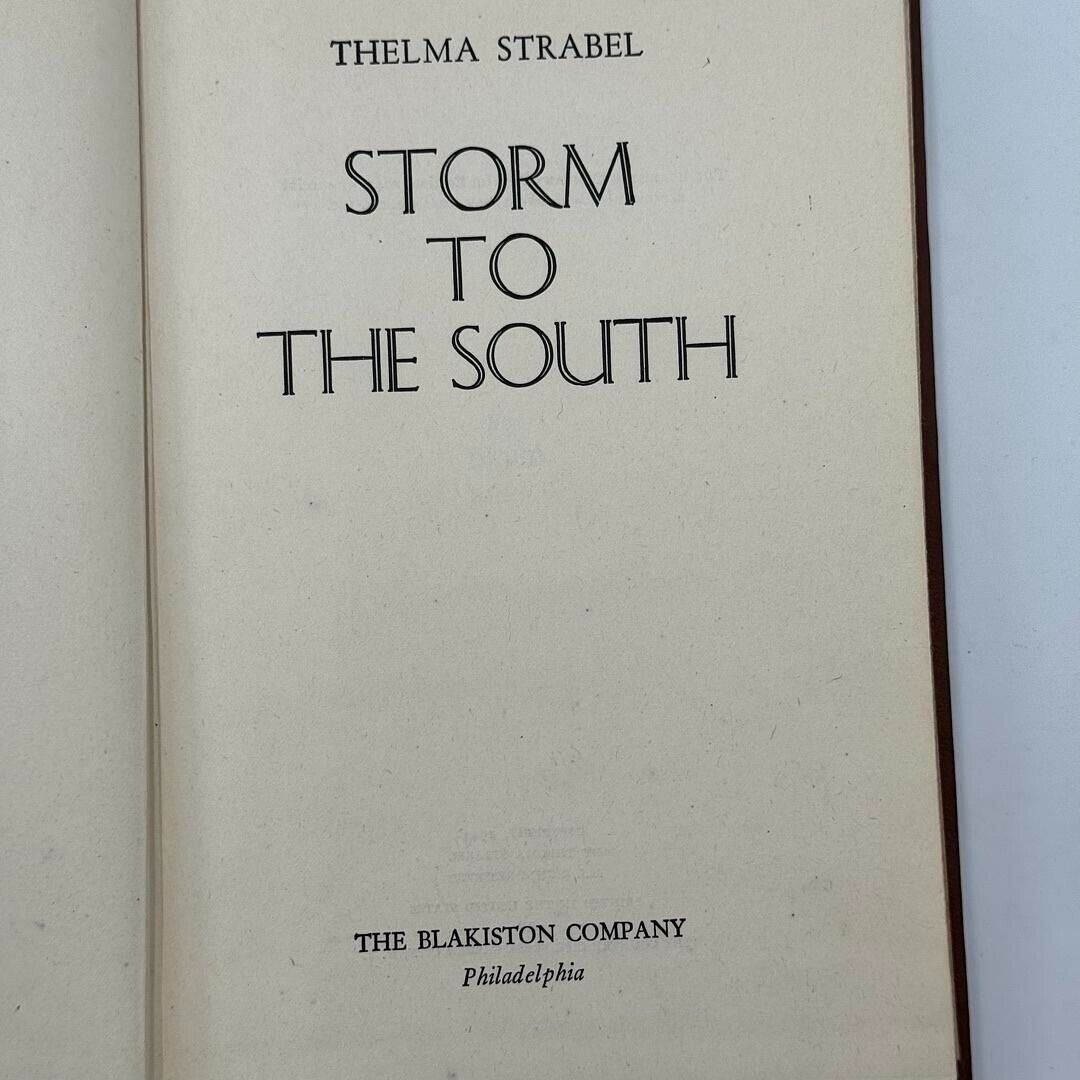 THELMA STRABEL
STORM
TO
THE SOUTH
THE BLAKISTON COMPANY
Philadelphia